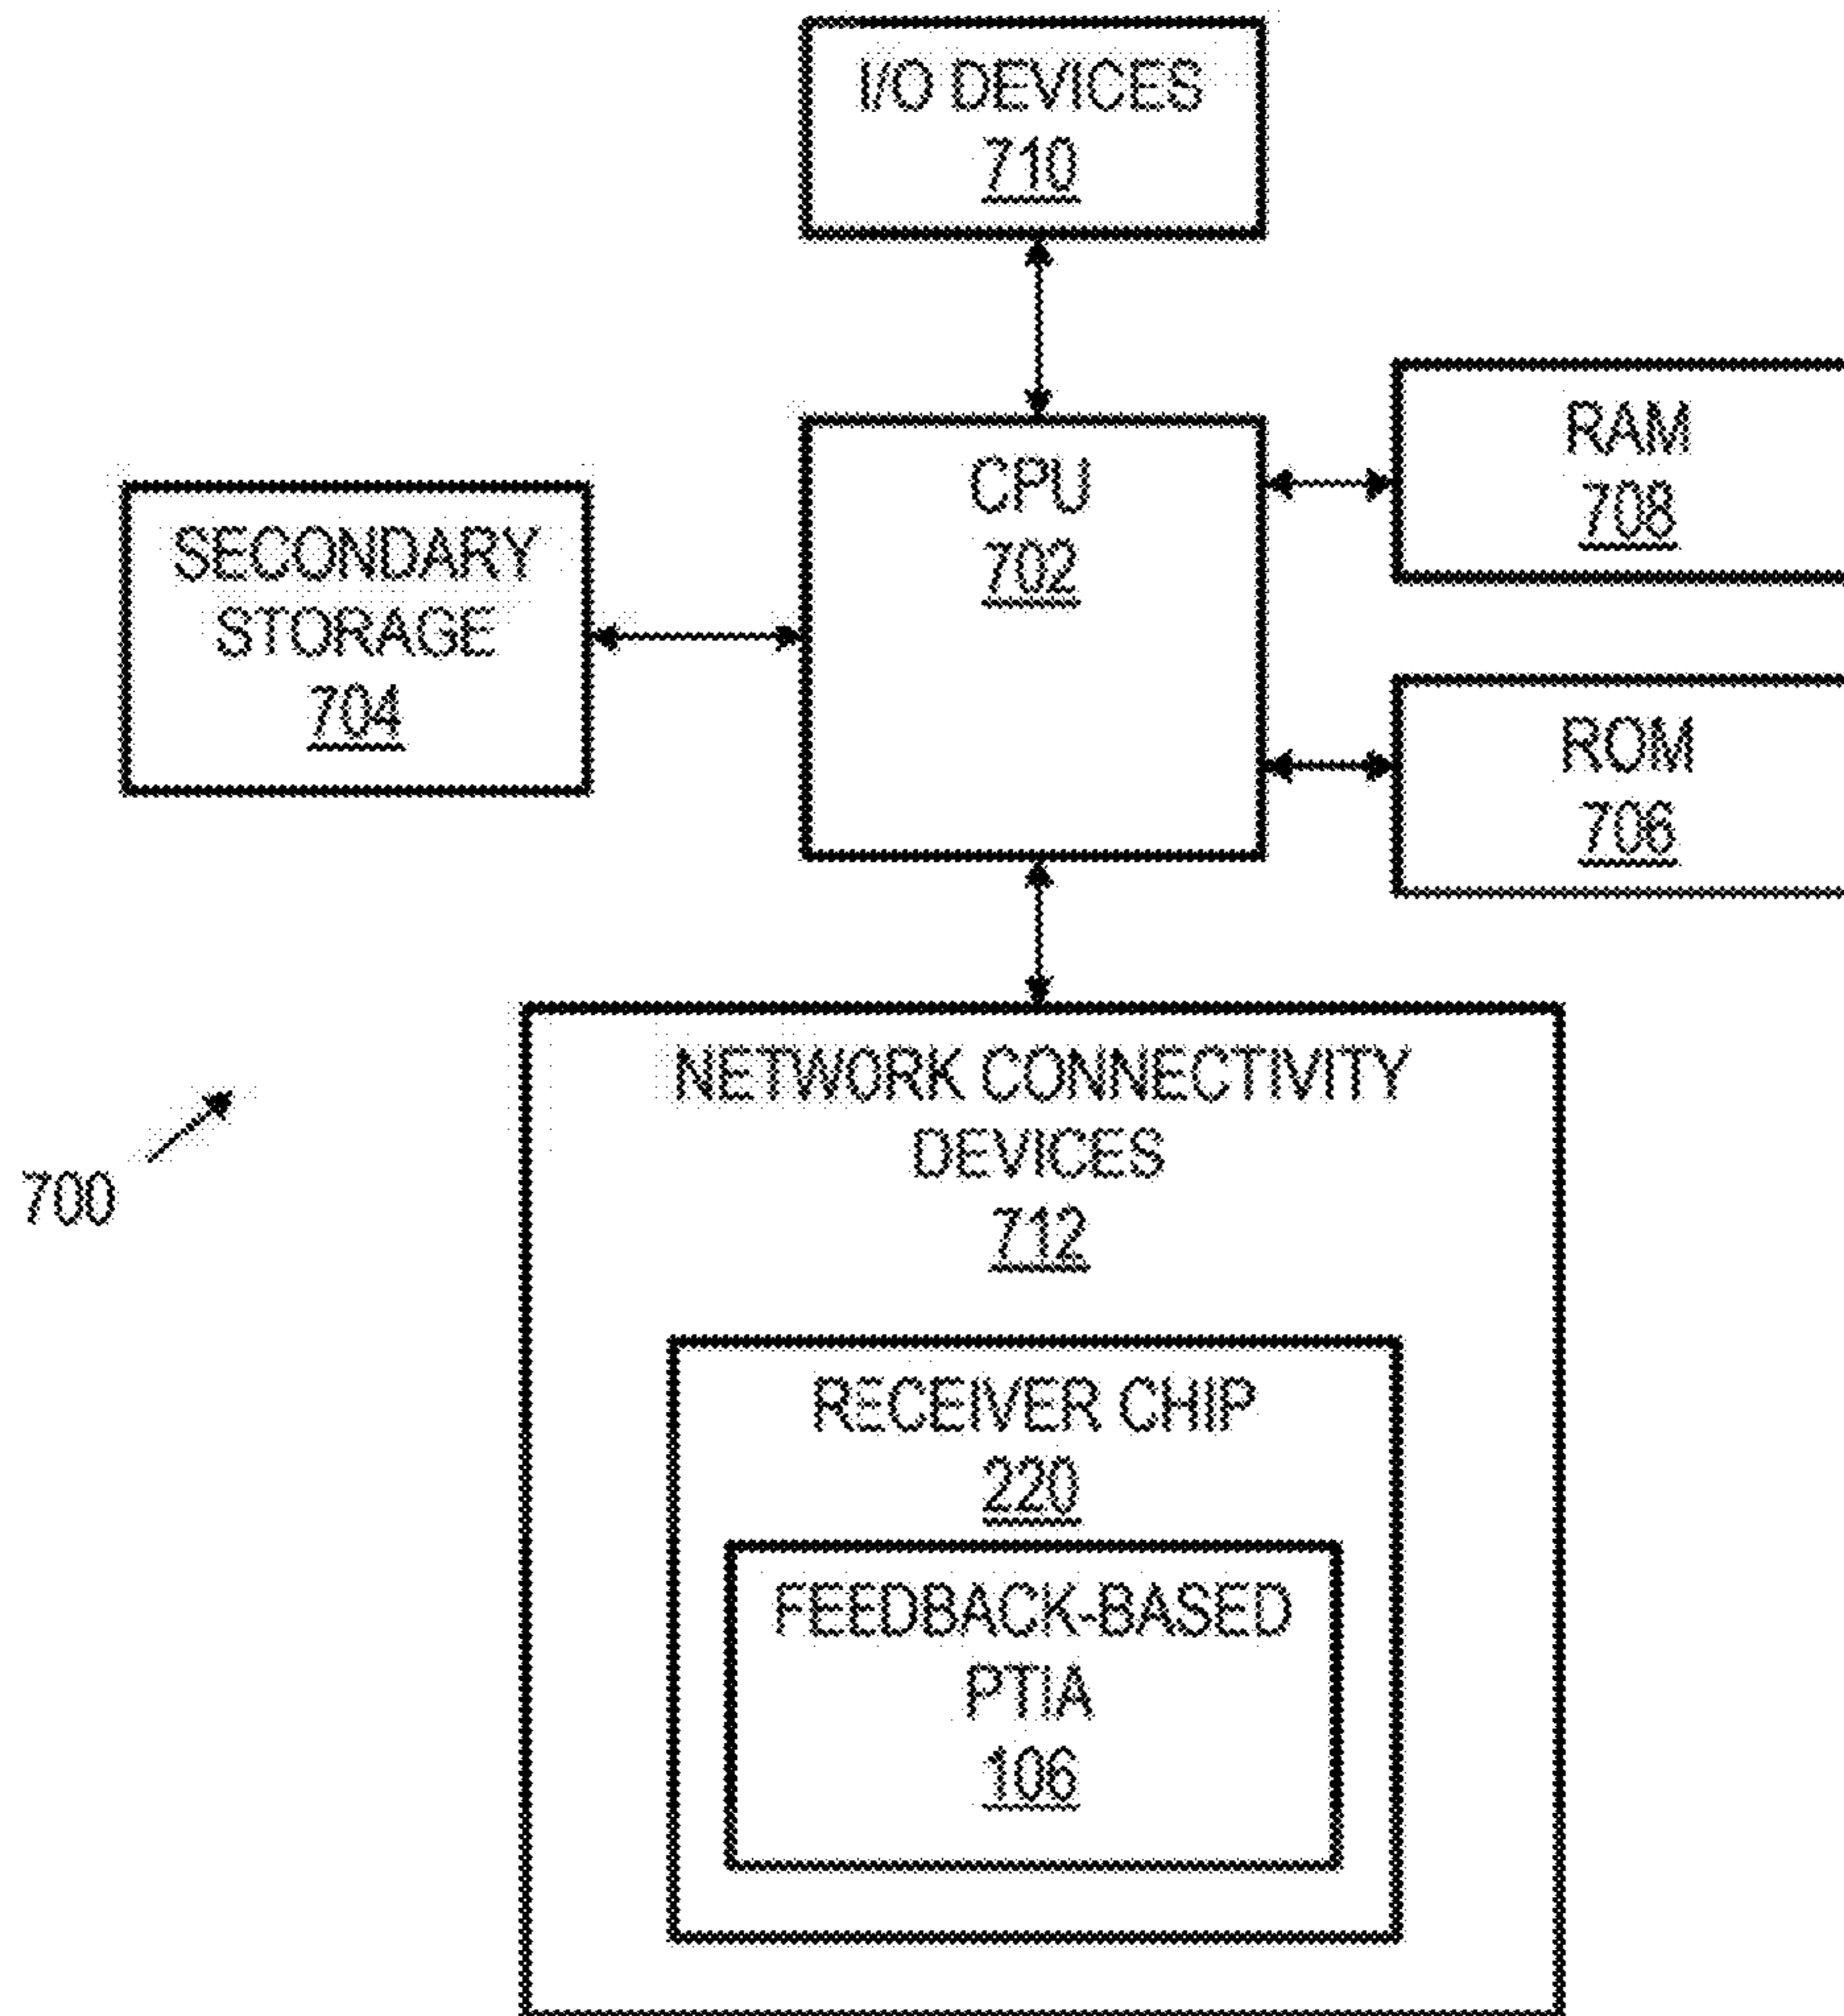 I/O DEVICES
710
CPU
702
RAM
708
SECONDARY
STORAGE
704
ROM
706
NETWORK CONNECTIVITY
DEVICES
712
700
RECEIVER CHIP
220
FEEDBACK-BASED
PTIA
106